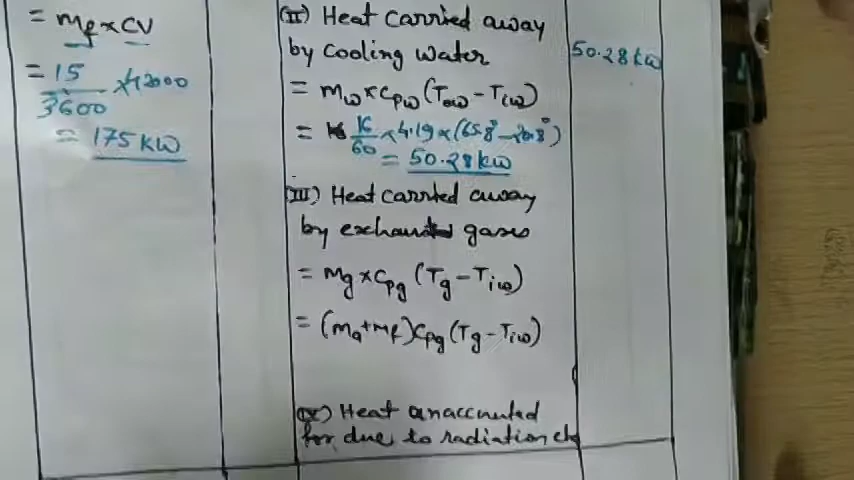 = mf × CV
= 15/3600 × 42000
= 175 kW
(II) Heat carried away
by cooling water
= mw × Cpw (Tow - Tiw)
= 16/60 × 4.19 × (65.8° - 20.8°)
= 50.28 kW
50.28 kW
(III) Heat carried away
by exhaust gases
= mg × Cpg (Tg - Tiw)
= (ma + mf) Cpg (Tg - Tiw)
Heat unaccounted
for due to radiation etc